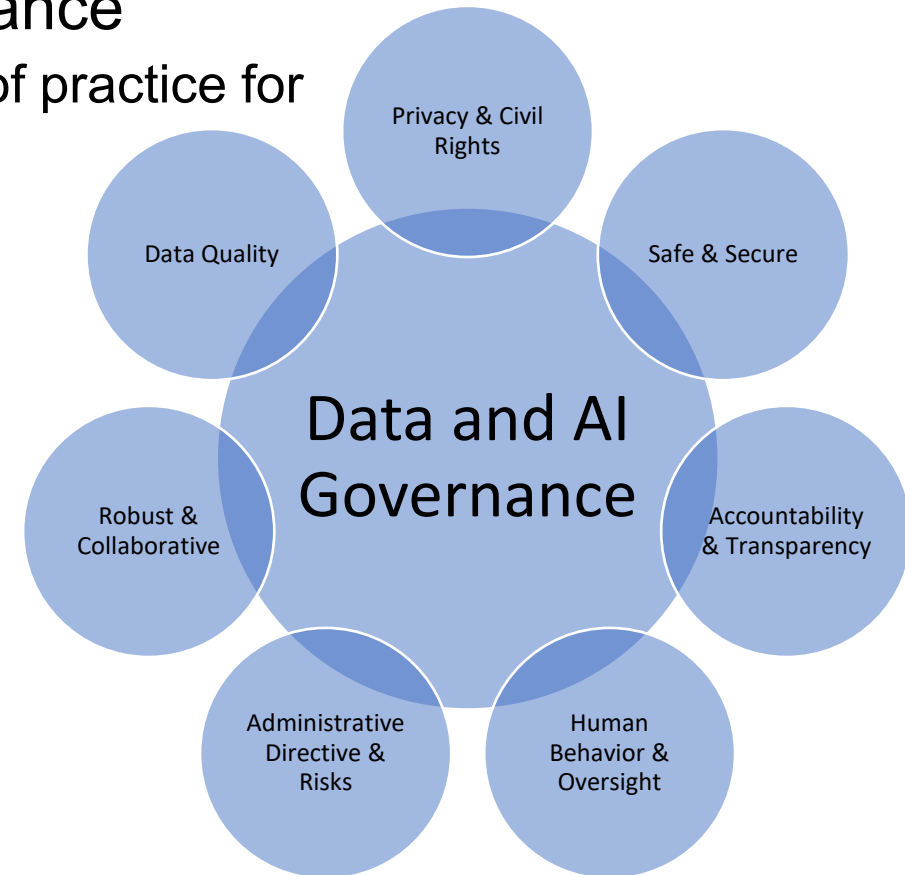 of practice for
Privacy & Civil
Rights
Data Quality
Safe & Secure
Data and AI
Governance
Robust &
Collaborative
Accountability
& Transparency
Administrative
Directive &
Risks
Human
Behavior &
Oversight